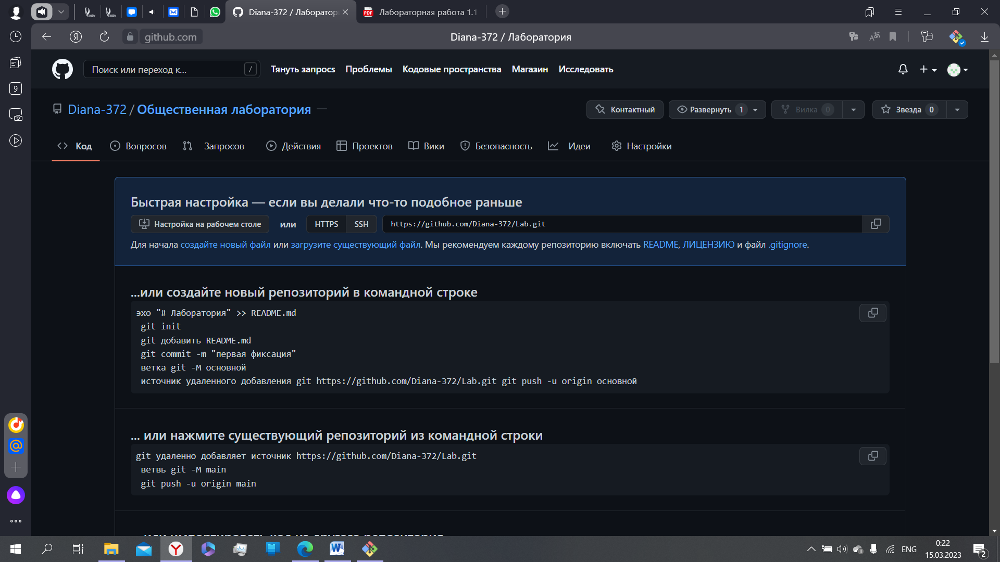 Diana-372 / Лаборатор
Лабораторная работа 1.1
github.com
Diana-372 / Лаборатория
9
Поиск или переход к...
/
Тянуть запрос
Проблемы
Кодовые пространства
Магазин
Исследовать
Diana-372 / Общественная лаборатория
Контактный
Развернуть 1
Вилка 0
Звезда 0
Код
Вопросов
Запросов
Действия
Проектов
Вики
Безопасность
Идеи
Настройки
Быстрая настройка — если вы делали что-то подобное раньше
Настройка на рабочем столе
или
HTTPS
SSH
https://github.com/Diana-372/Lab.git
Для начала создайте новый файл или загрузите существующий файл. Мы рекомендуем каждому репозиторию включать README, ЛИЦЕНЗИЮ и файл .gitignore.
...или создайте новый репозиторий в командной строке
эхо "# Лаборатория" >> README.md
git init
git добавить README.md
git commit -m "первая фиксация"
ветка git -M основной
источник удаленного добавления git https://github.com/Diana-372/Lab.git git push -u origin основной
... или нажмите существующий репозиторий из командной строки
git удаленно добавляет источник https://github.com/Diana-372/Lab.git
ветвь git -M main
git push -u origin main
...или импортировать код из другого репозитория
ENG
0:22
15.03.2023
2